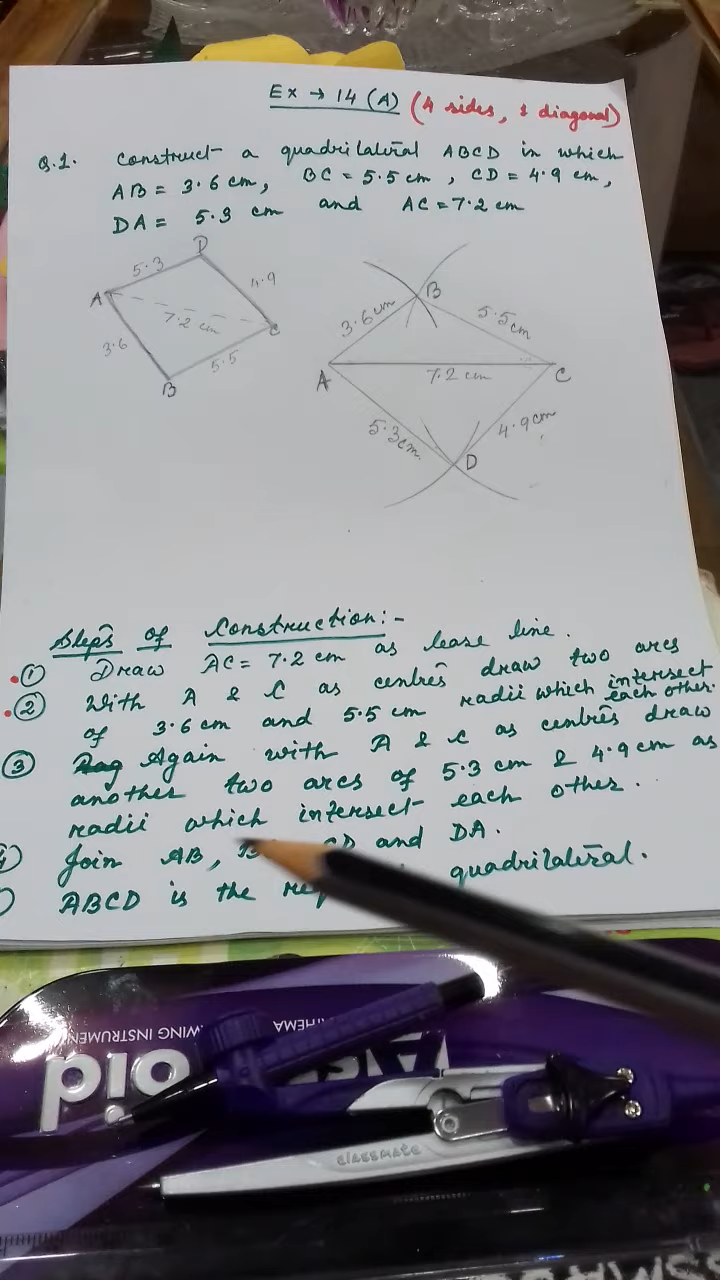 Ex → 14 (A) (4 sides, 1 diagonal)
Q.1. construct a quadrilateral ABCD in which
AB = 3.6 cm, BC = 5.5 cm, CD = 4.9 cm,
DA = 5.3 cm and AC = 7.2 cm
D
5.3
4.9
A
7.2 cm
C
3.6
5.5
B
B
3.6 cm
5.5 cm
A
7.2 cm
C
5.3 cm.
4.9 cm
D
Steps of Construction:-
① Draw AC = 7.2 cm as base line.
② With A & C as centres draw two arcs
of 3.6 cm and 5.5 cm radii which intersect
each other.
③ Again with A & C as centres draw
another two arcs of 5.3 cm & 4.9 cm as
radii which intersect each other.
Join AB, CD and DA.
ABCD is the quadrilateral.
WING INSTRUM
oid
classmate